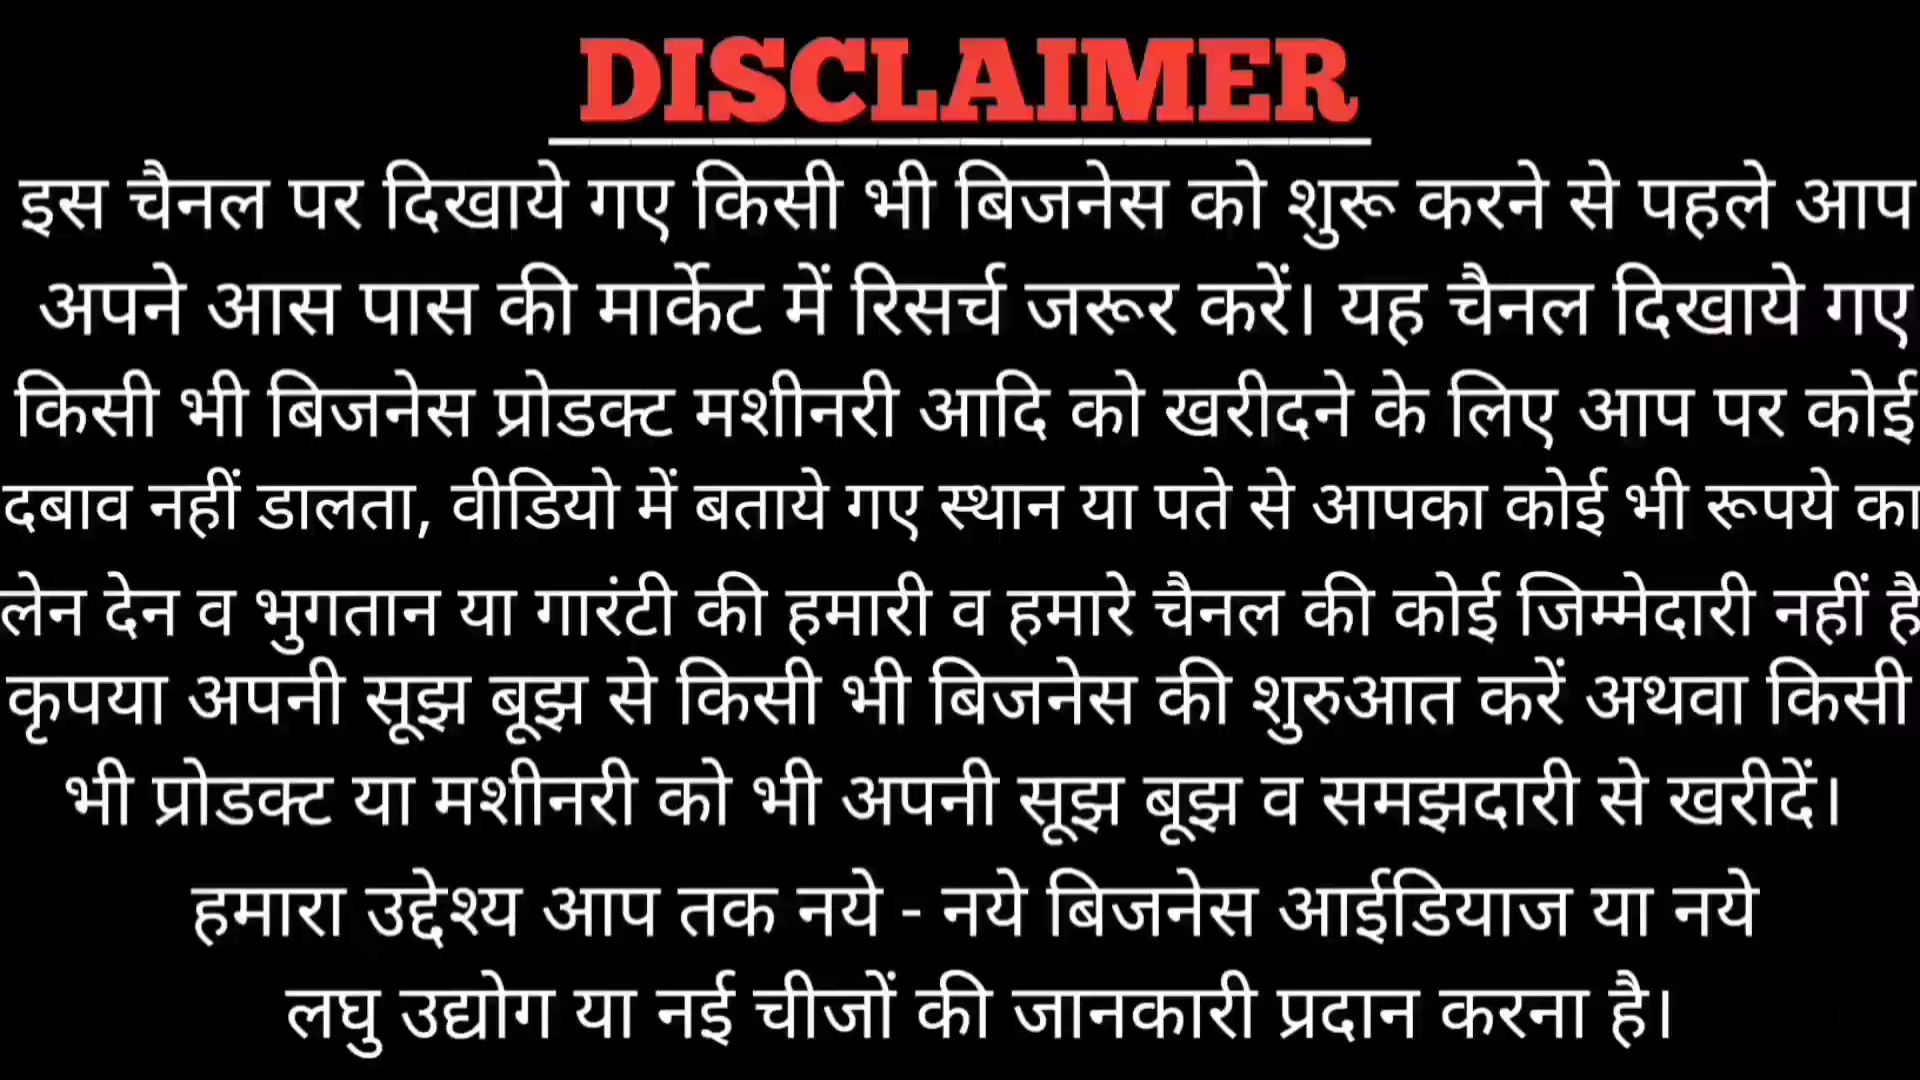 DISCLAIMER
इस चैनल पर दिखाये गए किसी भी बिजनेस को शुरू करने से पहले आप
अपने आस पास की मार्केट में रिसर्च जरूर करें। यह चैनल दिखाये गए
किसी भी बिजनेस प्रोडक्ट मशीनरी आदि को खरीदने के लिए आप पर कोई
दबाव नहीं डालता, वीडियो में बताये गए स्थान या पते से आपका कोई भी रूपये का
लेन देन व भुगतान या गारंटी की हमारी व हमारे चैनल की कोई जिम्मेदारी नहीं है
कृपया अपनी सूझ बूझ से किसी भी बिजनेस की शुरुआत करें अथवा किसी
भी प्रोडक्ट या मशीनरी को भी अपनी सूझ बूझ व समझदारी से खरीदें।
हमारा उद्देश्य आप तक नये - नये बिजनेस आईडियाज या नये
लघु उद्योग या नई चीजों की जानकारी प्रदान करना है।